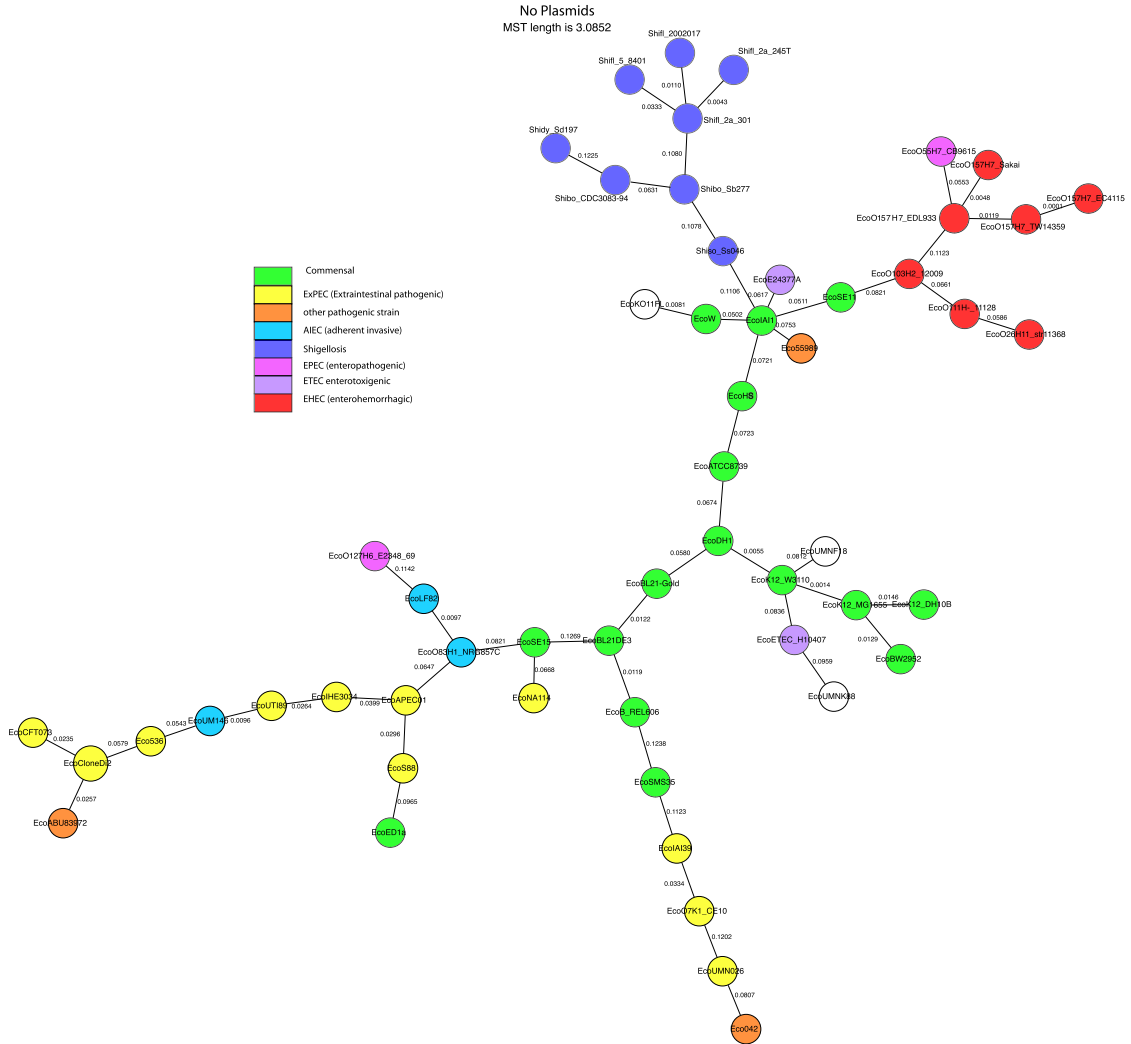 No Plasmids
MST length is 3.0852
Shifl_2002017
Shifl_2a_245T
Shifl_5_8401
0.0110
0.0333
0.0043
Shifl_2a_301
Shidy_Sd197
0.1225
0.1080
Shibo_CDC3083-94
0.0631
Shibo_Sb277
0.1078
Shiso_Ss046
EcoO55H7_CB9615
EcoO157H7_Sakai
0.0553
0.0048
EcoO157H7_EC4115
0.0001
EcoO157H7_EDL933
0.0119
EcoO157H7_TW14359
0.1123
EcoO103H2_12009
0.0661
0.0821
EcoO111H-_11128
0.0586
EcoO26H11_str11368
EcoE24377A
0.1106
0.0617
0.0511
EcoSE11
EcoKO11FL
0.0081
EcoW
0.0502
EcoIAI1
0.0753
Eco55989
0.0721
Commensal
ExPEC (Extraintestinal pathogenic)
other pathogenic strain
AIEC (adherent invasive)
Shigellosis
EPEC (enteropathogenic)
ETEC enterotoxigenic
EHEC (enterohemorrhagic)
EcoHS
0.0723
EcoATCC8739
0.0674
EcoDH1
0.0580
0.0055
EcoUMNF18
0.0812
EcoBL21-Gold
EcoK12_W3110
0.0014
EcoK12_MG1655
0.0146
EcoK12_DH10B
0.0129
EcoBW2952
0.0836
EcoETEC_H10407
0.0959
EcoUMNK88
0.0122
EcoO127H6_E2348_69
0.1142
EcoLF82
0.0097
EcoO83H1_NRG857C
0.0821
EcoSE15
0.1269
EcoBL21DE3
0.0668
EcoNA114
0.0119
EcoB_REL606
0.0647
EcoAPEC01
0.0399
EcoIHE3034
0.0264
EcoUTI89
0.0096
EcoUM146
0.0543
Eco536
0.0579
EcoCFT073
0.0235
EcoCloneDi2
0.0257
EcoABU83972
0.0296
EcoS88
0.0965
EcoED1a
0.1238
EcoSMS35
0.1123
EcoIAI39
0.0334
EcoO7K1_CE10
0.1202
EcoUMN026
0.0807
Eco042